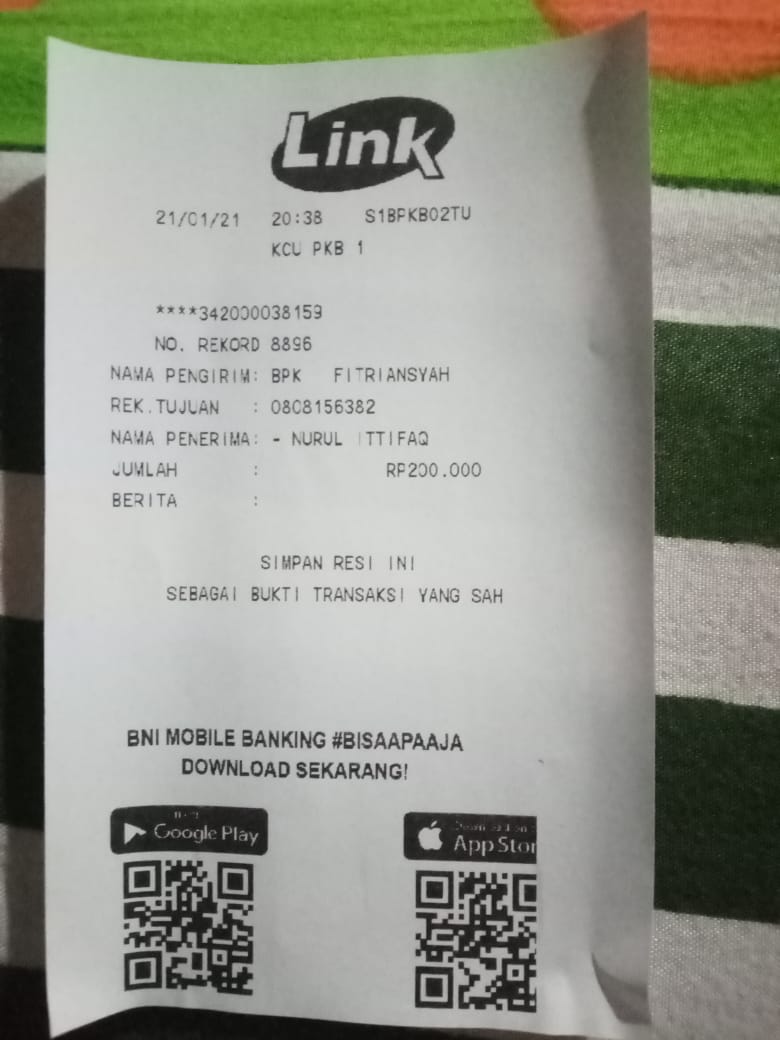 Link
21/01/21 20:38 S1BPKB02TU
KCU PKB 1
****342000038159
NO. REKORD 8896
NAMA PENGIRIM: BPK FITRIANSYAH
REK.TUJUAN : 0808156382
NAMA PENERIMA: - NURUL ITTIFAQ
JUMLAH : RP200.000
BERITA :
SIMPAN RESI INI
SEBAGAI BUKTI TRANSAKSI YANG SAH
BNI MOBILE BANKING #BISAAPAAJA
DOWNLOAD SEKARANG!
Google Play
App Stor